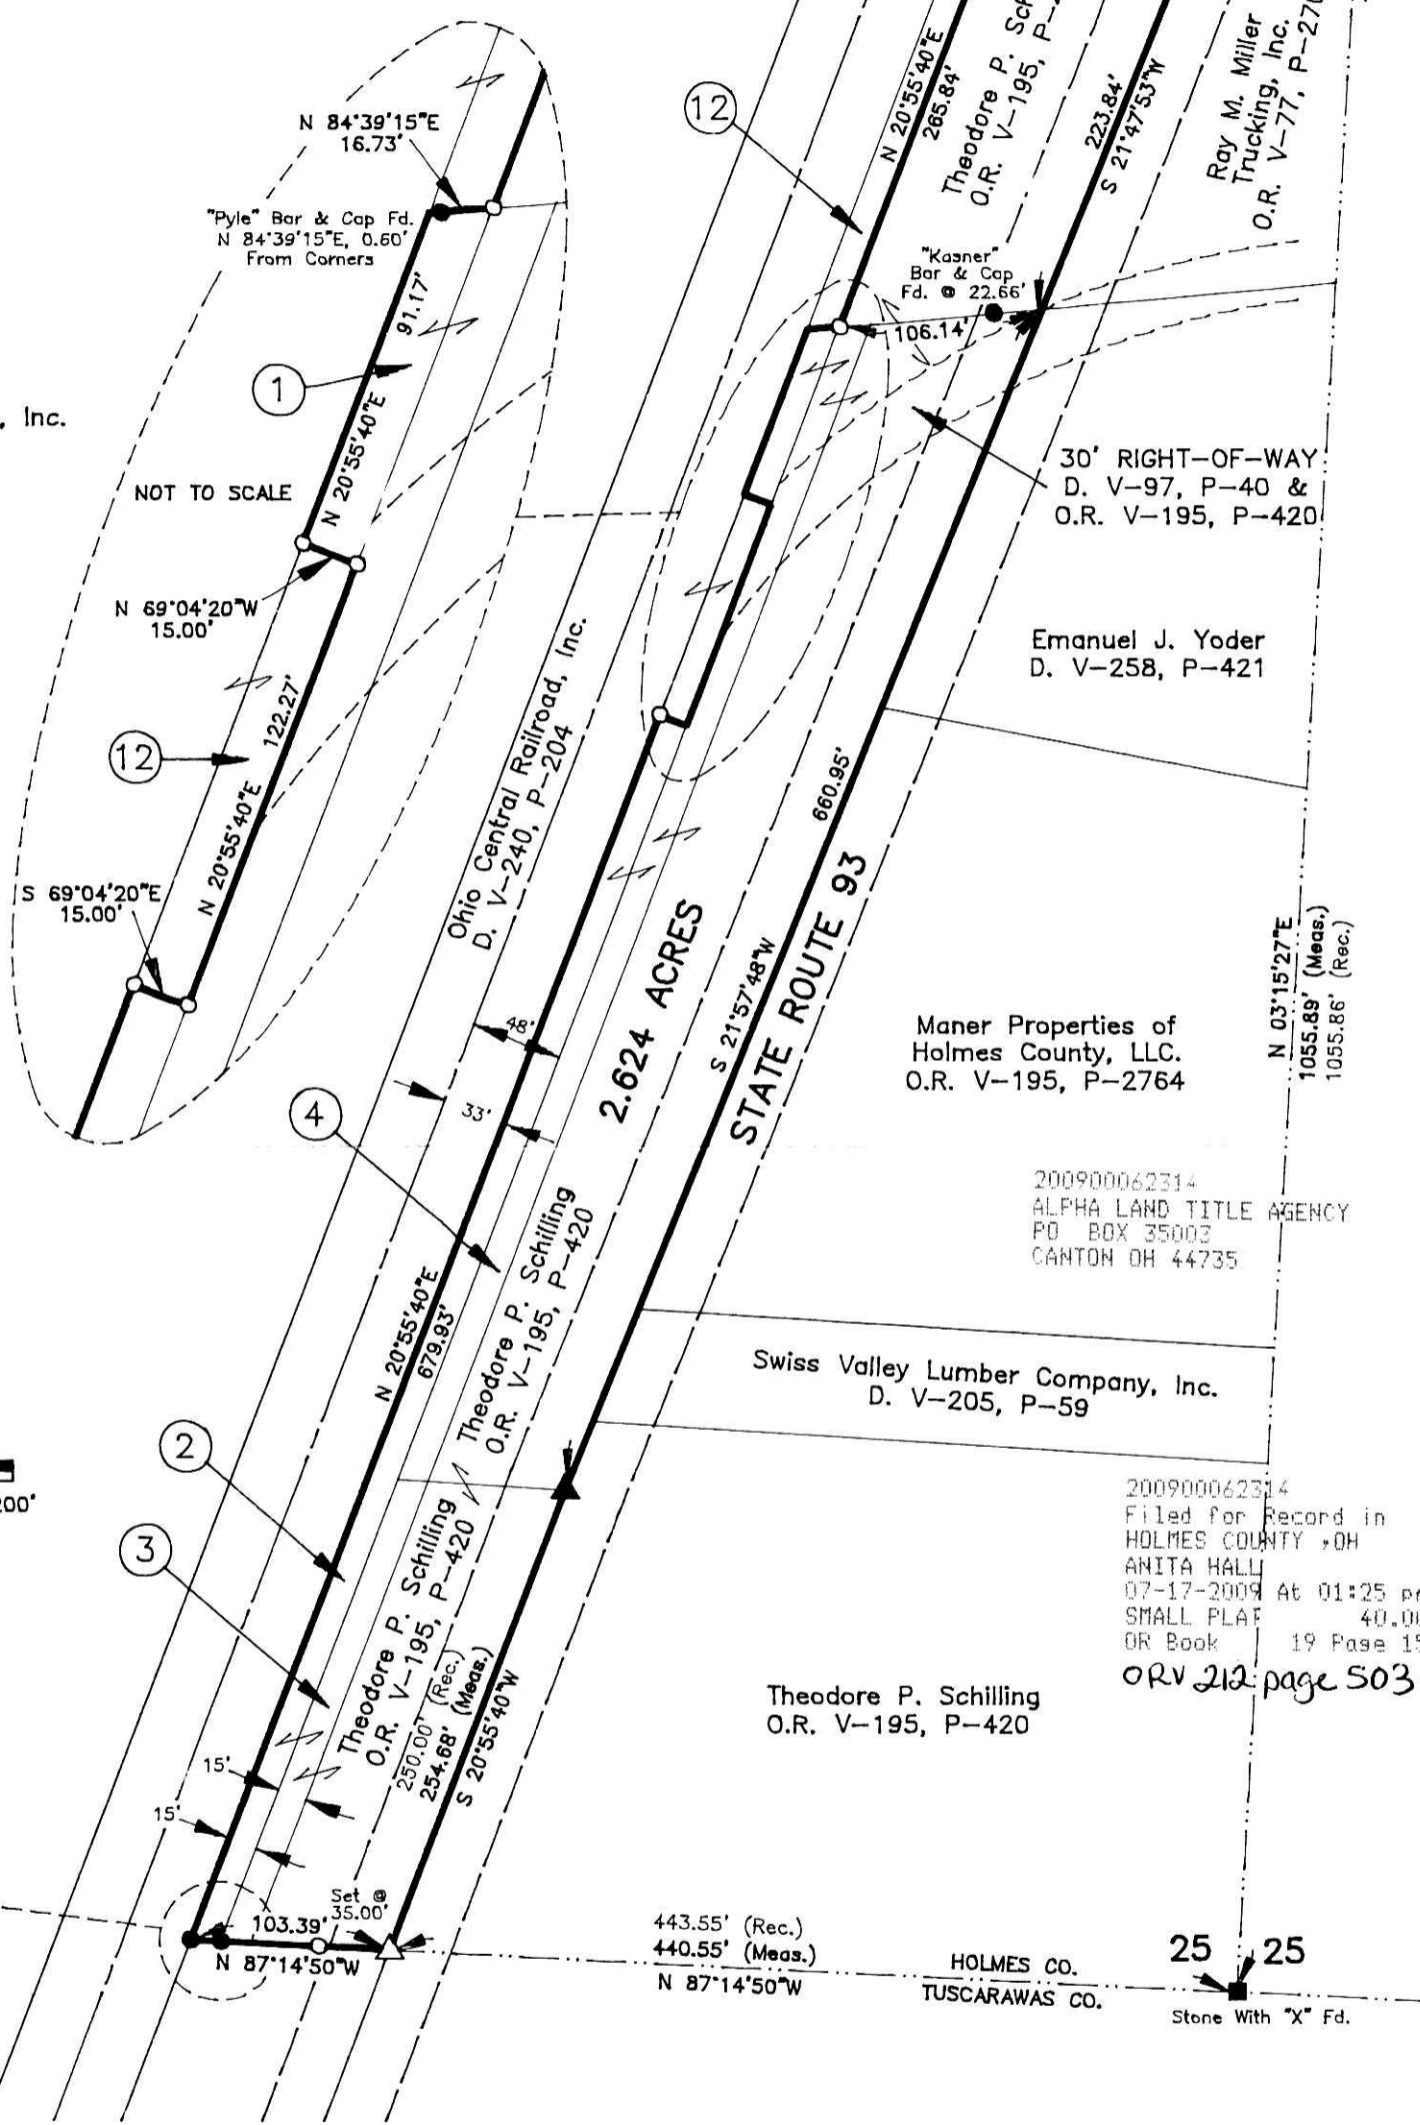 N 84°39'15"E
16.73'
"Pyle" Bar & Cap Fd.
N 84°39'15"E, 0.60'
From Corners
91.17'
1
N 20°55'40"E
NOT TO SCALE
N 69°04'20"W
15.00'
12
122.27'
N 20°55'40"E
S 69°04'20"E
15.00'
, Inc.
12
N 20°55'40"E
265.84'
Theodore P.
O.R. V-195,
223.84'
S 21°47'53"W
Ray M. Miller
Trucking, Inc.
O.R. V-77,
"Kasner"
Bar & Cap
Fd. @ 22.66'
106.14'
30' RIGHT-OF-WAY
D. V-97, P-40 &
O.R. V-195, P-420
Emanuel J. Yoder
D. V-258, P-421
Ohio Central Railroad, Inc.
D. V-240, P-204
660.95'
S 21°57'48"W
STATE ROUTE 93
2.624 ACRES
48'
33'
4
N 03°15'27"E
1055.89' (Meas.)
1055.86' (Rec.)
Maner Properties of
Holmes County, LLC.
O.R. V-195, P-2764
200900062314
ALPHA LAND TITLE AGENCY
PO BOX 35003
CANTON OH 44735
N 20°55'40"E
679.93'
Theodore P. Schilling
O.R. V-195, P-420
Swiss Valley Lumber Company, Inc.
D. V-205, P-59
2
3
200'
Theodore P. Schilling
O.R. V-195, P-420
250.00' (Rec.)
254.68' (Meas.)
S 20°55'40"W
200900062314
Filed for Record in
HOLMES COUNTY ,OH
ANITA HALL
07-17-2009 At 01:25
SMALL PLAT 40.00
OR Book 19 Page
ORV 212 page 503
Theodore P. Schilling
O.R. V-195, P-420
15'
15'
Set @
35.00'
103.39'
N 87°14'50"W
443.55' (Rec.)
440.55' (Meas.)
N 87°14'50"W
HOLMES CO.
TUSCARAWAS CO.
25 25
Stone With "X" Fd.